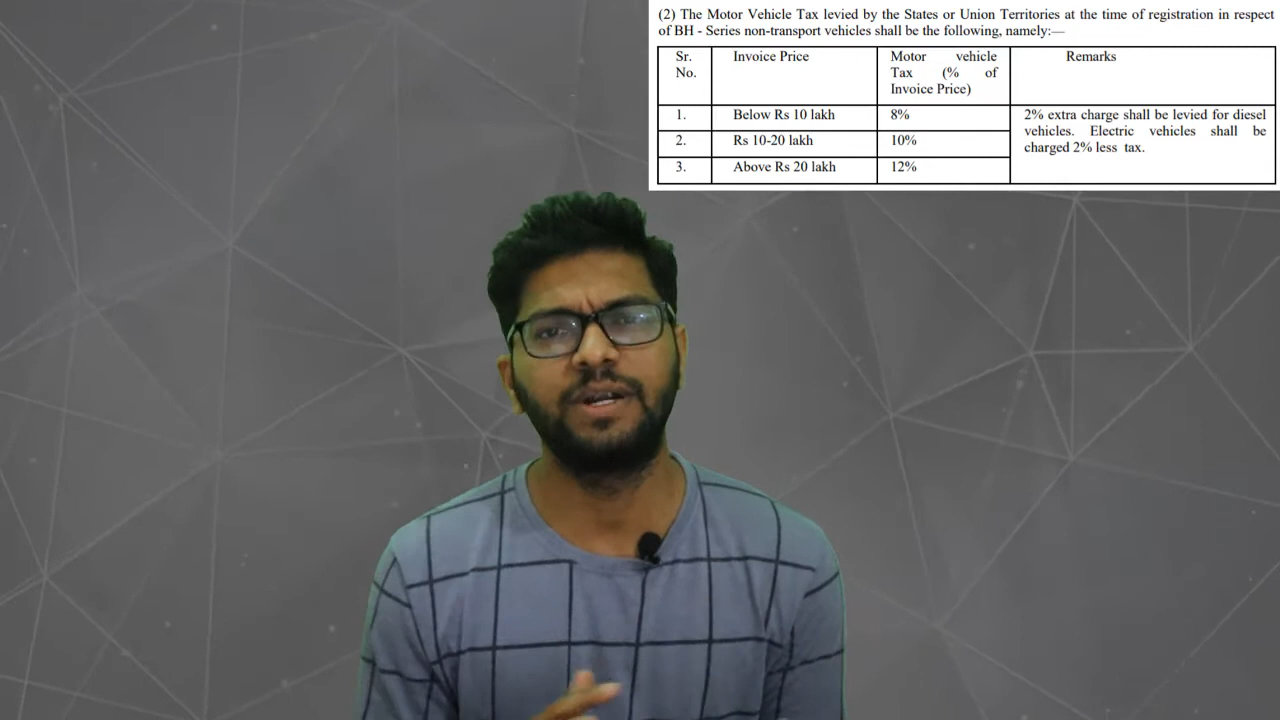 (2) The Motor Vehicle Tax levied by the States or Union Territories at the time of registration in respect
of BH - Series non-transport vehicles shall be the following, namely:—
Sr. No. Invoice Price Motor vehicle Tax (% of Invoice Price) Remarks
1. Below Rs 10 lakh 8% 2% extra charge shall be levied for diesel
2. Rs 10-20 lakh 10% vehicles. Electric vehicles shall be
3. Above Rs 20 lakh 12% charged 2% less tax.